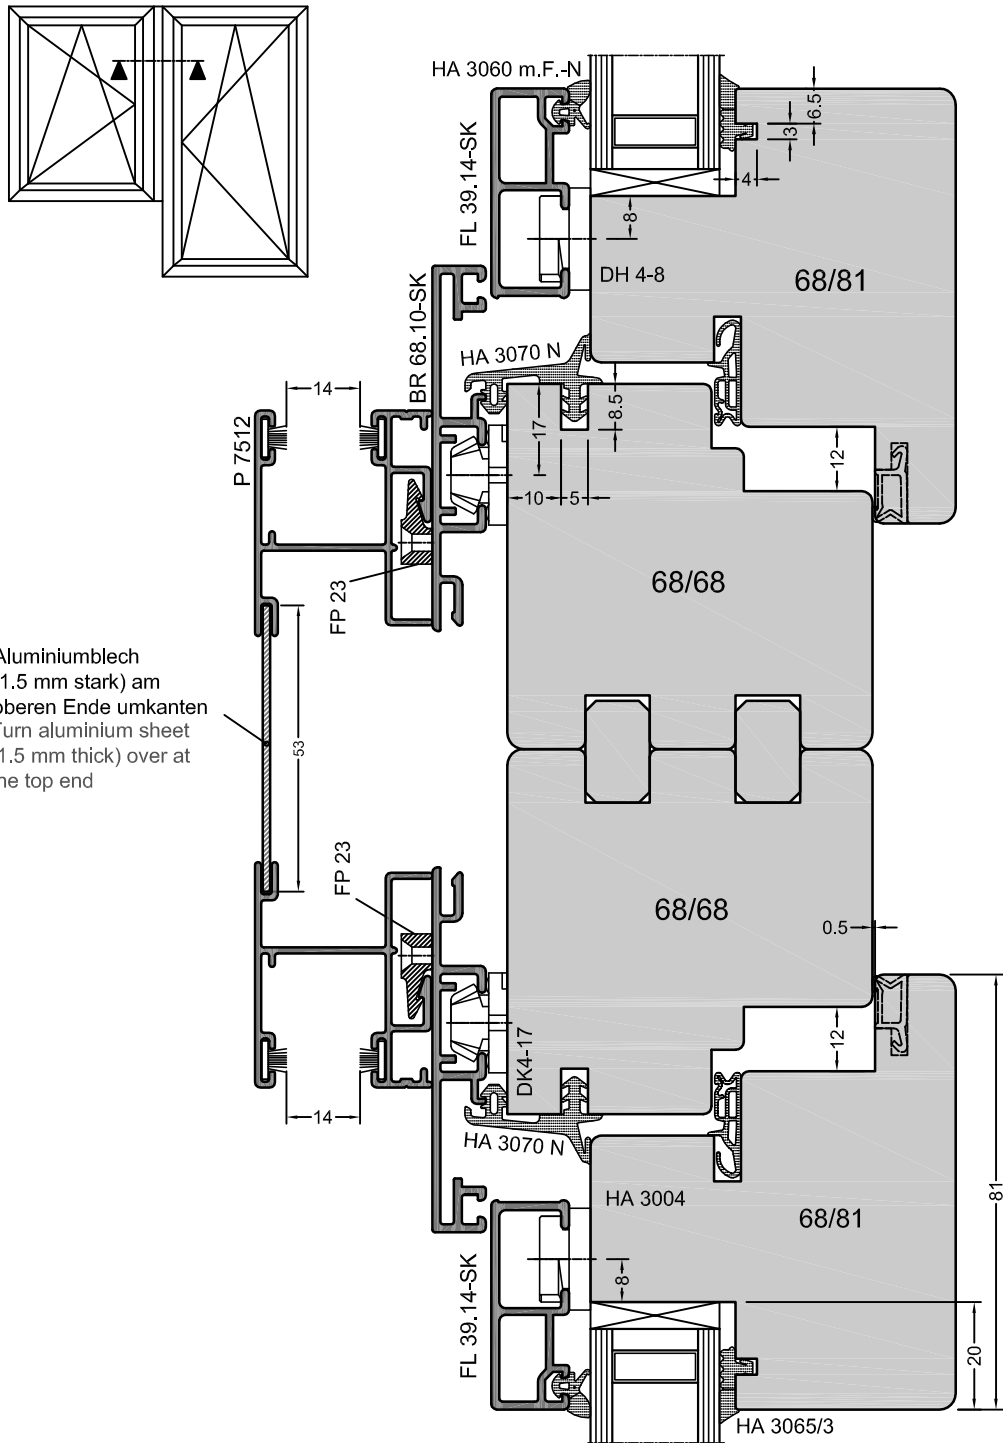 HA 3060 m.F.-N
FL 39.14-SK
6.5
3
4
8
DH 4-8
68/81
BR 68.10-SK
HA 3070 N
14
P 7512
8.5
17
10
5
12
68/68
FP 23
Aluminiumblech
1.5 mm stark) am
oberen Ende umkanten
Turn aluminium sheet
1.5 mm thick) over at
he top end
53
FP 23
68/68
0.5
12
DK4-17
14
HA 3070 N
HA 3004
68/81
81
FL 39.14-SK
8
20
HA 3065/3